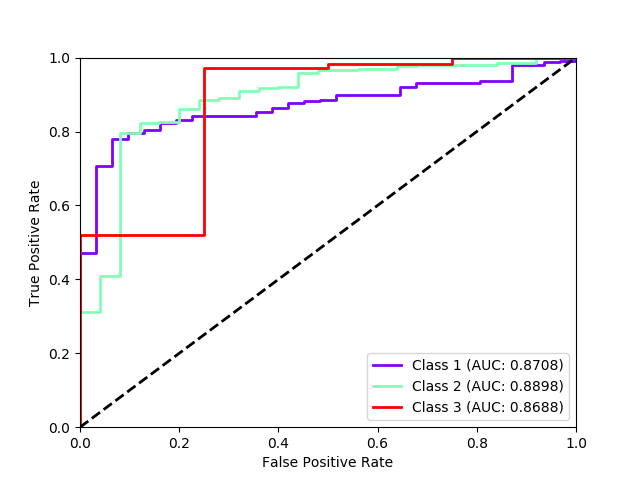 1.0
0.8
0.6
0.4
0.2
0.0
True Positive Rate
Class 1 (AUC: 0.8708)
Class 2 (AUC: 0.8898)
Class 3 (AUC: 0.8688)
0.0 0.2 0.4 0.6 0.8 1.0
False Positive Rate